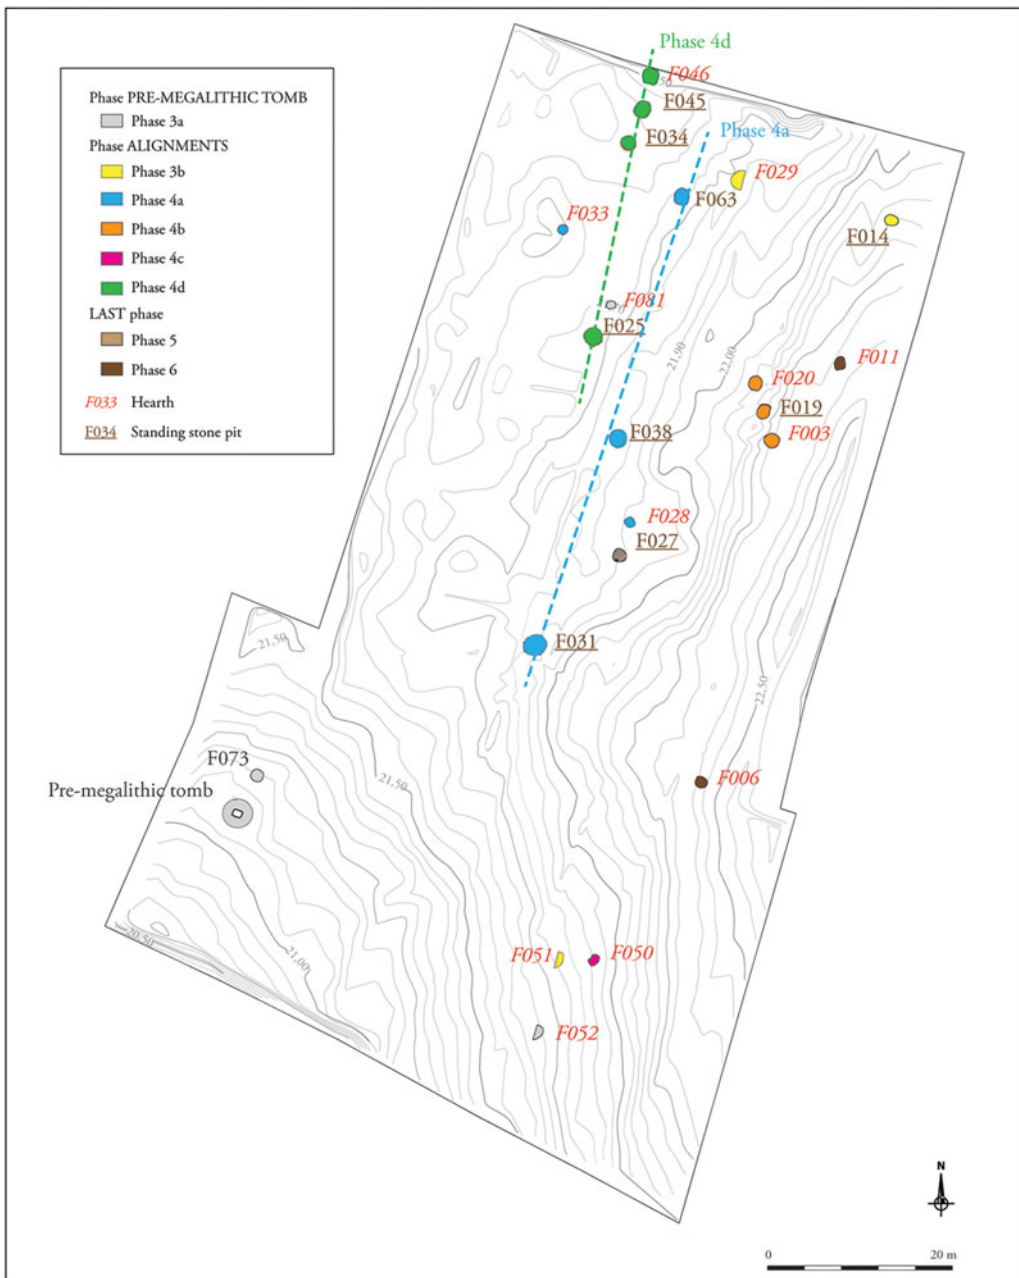 Phase 4d
F046
50
Phase PRE-MEGALITHIC TOMB
Phase 3a
Phase ALIGNMENTS
Phase 3b
Phase 4a
Phase 4b
Phase 4c
Phase 4d
LAST phase
Phase 5
Phase 6
F033 Hearth
F034 Standing stone pit
F045
Phase 4a
F034
F029
F063
F033
F014
F081
F025
21.90
22.00
F011
F020
F019
F003
F038
F028
F027
21.50
F031
22.50
F073
21.50
F006
Pre-megalithic tomb
20.50
21.00
F051
F050
F052
N
0 20 m